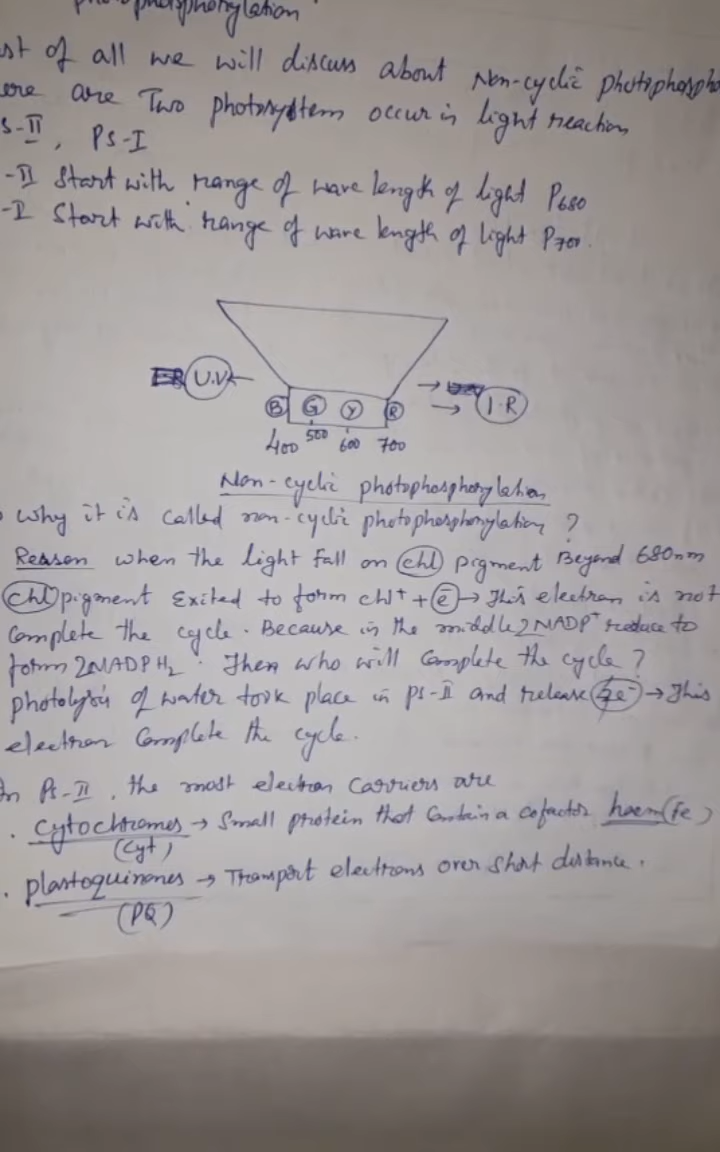 photophosphorylation
st of all we will discuss about Non-cyclic photophospho
ere are Two photosystem occur in light reaction
s-II, PS-I
-II Start with range of wave length of light P680
-I Start with range of wave length of light P700.
U.V I.R
B G Y R
400 500 600 700
Non-cyclic photophosphorylation
why it is called non-cyclic photophosphorylation ?
Reason when the light fall on chl pigment Beyond 680nm
chl pigment Exited to form chl+ + e- → This electron is not
Complete the cycle. Because in the middle 2NADP+ reduce to
form 2NADPH2. Then who will Complete the cycle ?
photolysis of water took place in PS-II and release e- → This
electron Complete the cycle.
In PS-II, the most electron carriers are
. Cytochromes → Small protein that Contain a cofactor haem(Fe)
(Cyt)
. plastoquinones → Transport electrons over short distance.
(PQ)